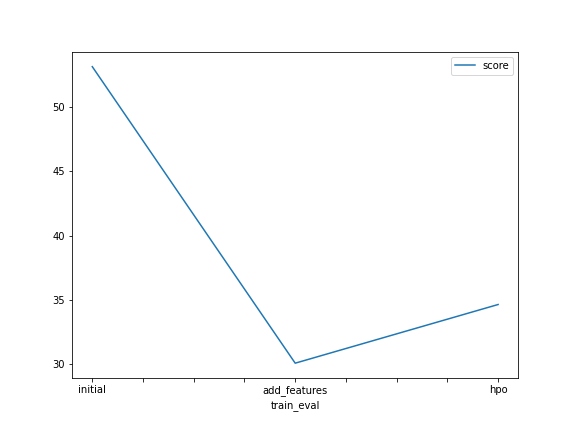 score
50
45
40
35
30
initial
add_features
hpo
train_eval